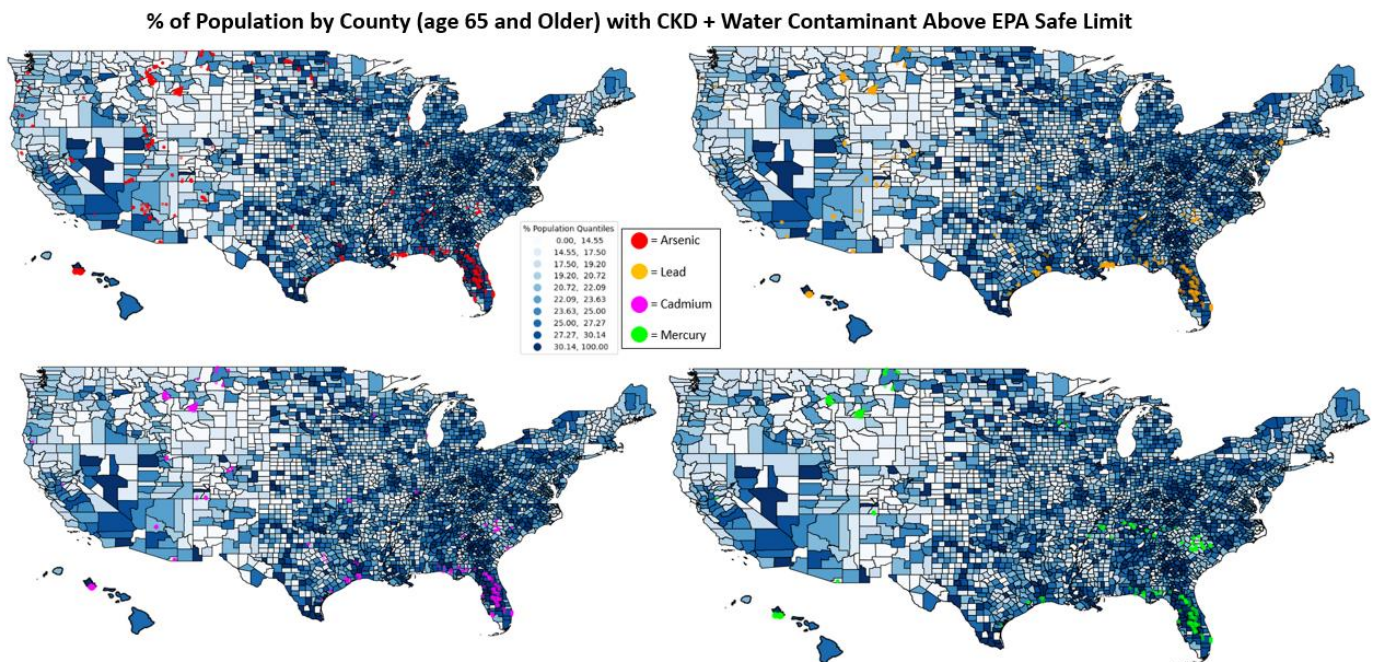 % of Population by County (age 65 and Older) with CKD + Water Contaminant Above EPA Safe Limit
% Population Quantiles
0.00, 14.55
14.55, 17.50
17.50, 19.20
19.20, 20.72
20.72, 22.09
22.09, 23.63
23.63, 25.00
25.00, 27.27
27.27, 30.14
30.14, 100.00
= Arsenic
= Lead
= Cadmium
= Mercury